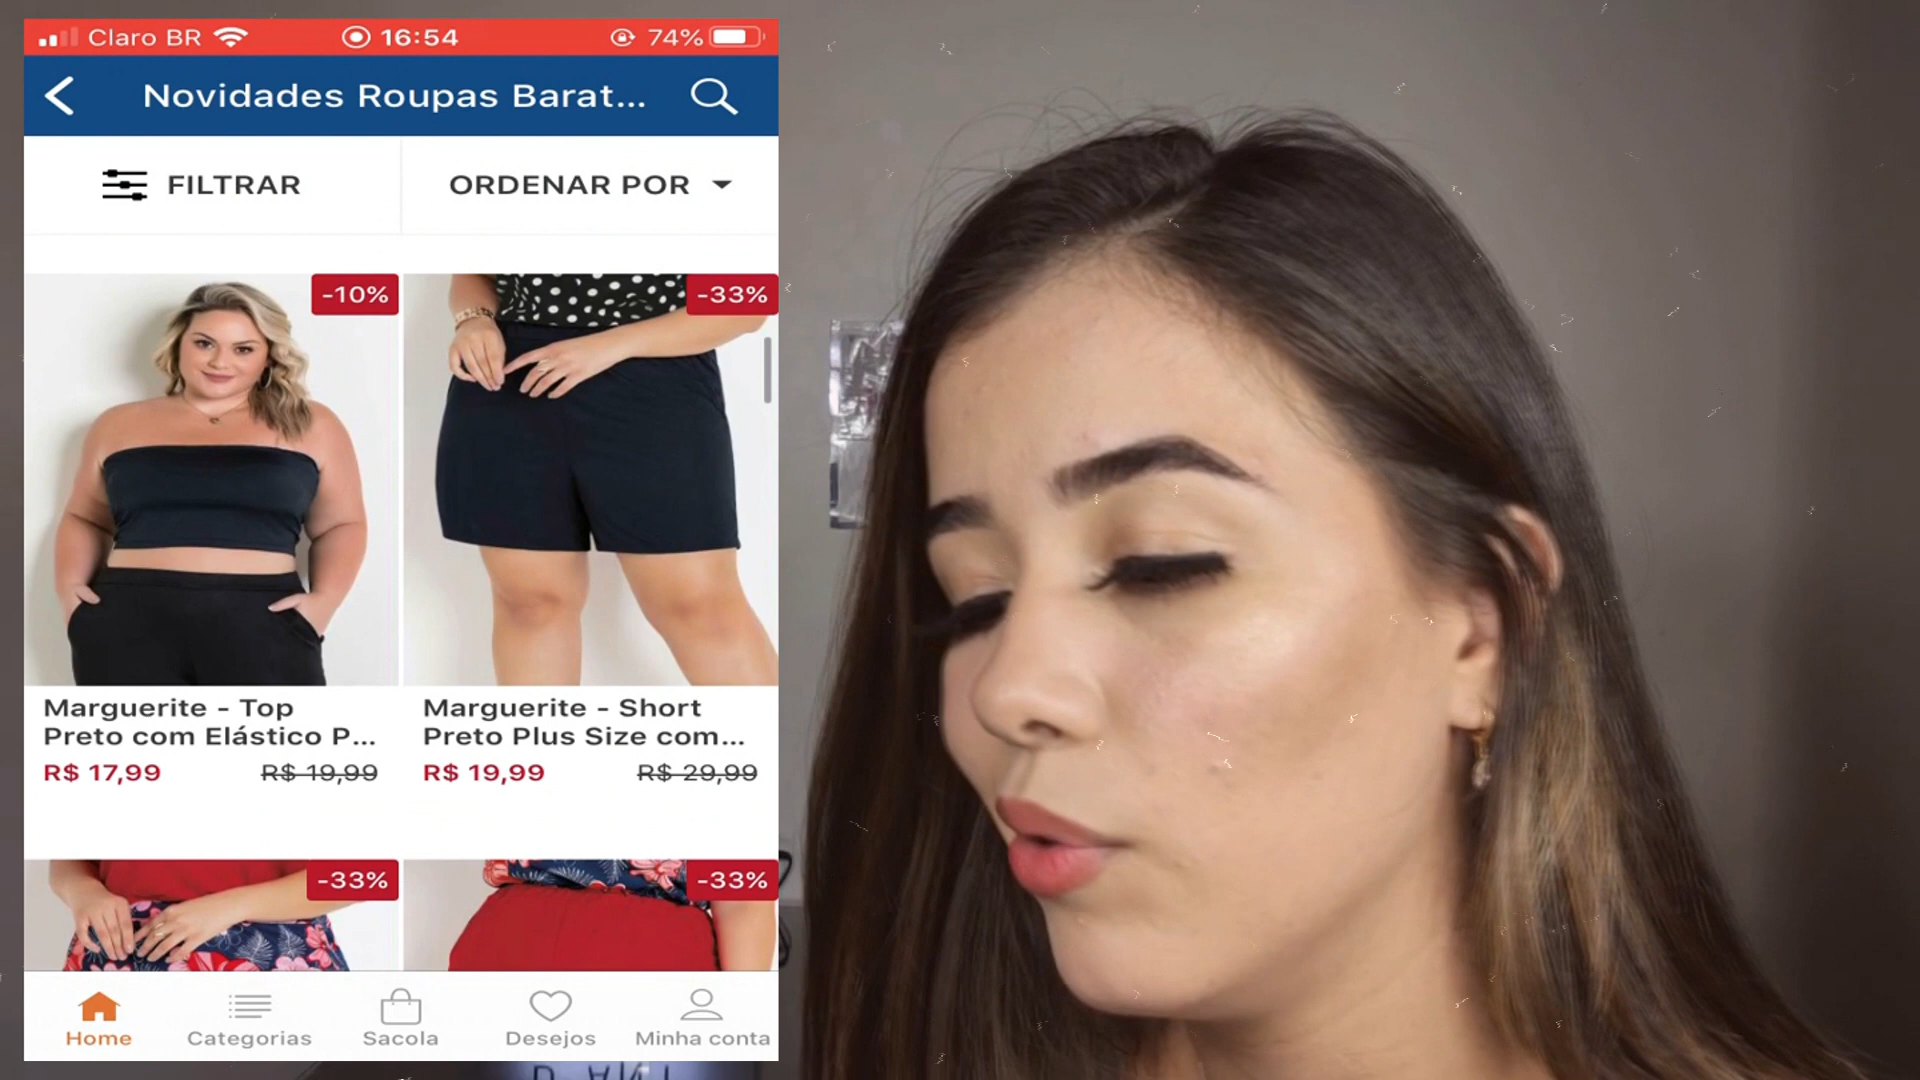 Claro BR 16:54 74%
Novidades Roupas Barat...
FILTRAR ORDENAR POR
-10% -33%
Marguerite - Top
Preto com Elástico P...
R$ 17,99 R$ 19,99
Marguerite - Short
Preto Plus Size com...
R$ 19,99 R$ 29,99
-33% -33%
Home Categorias Sacola Desejos Minha conta